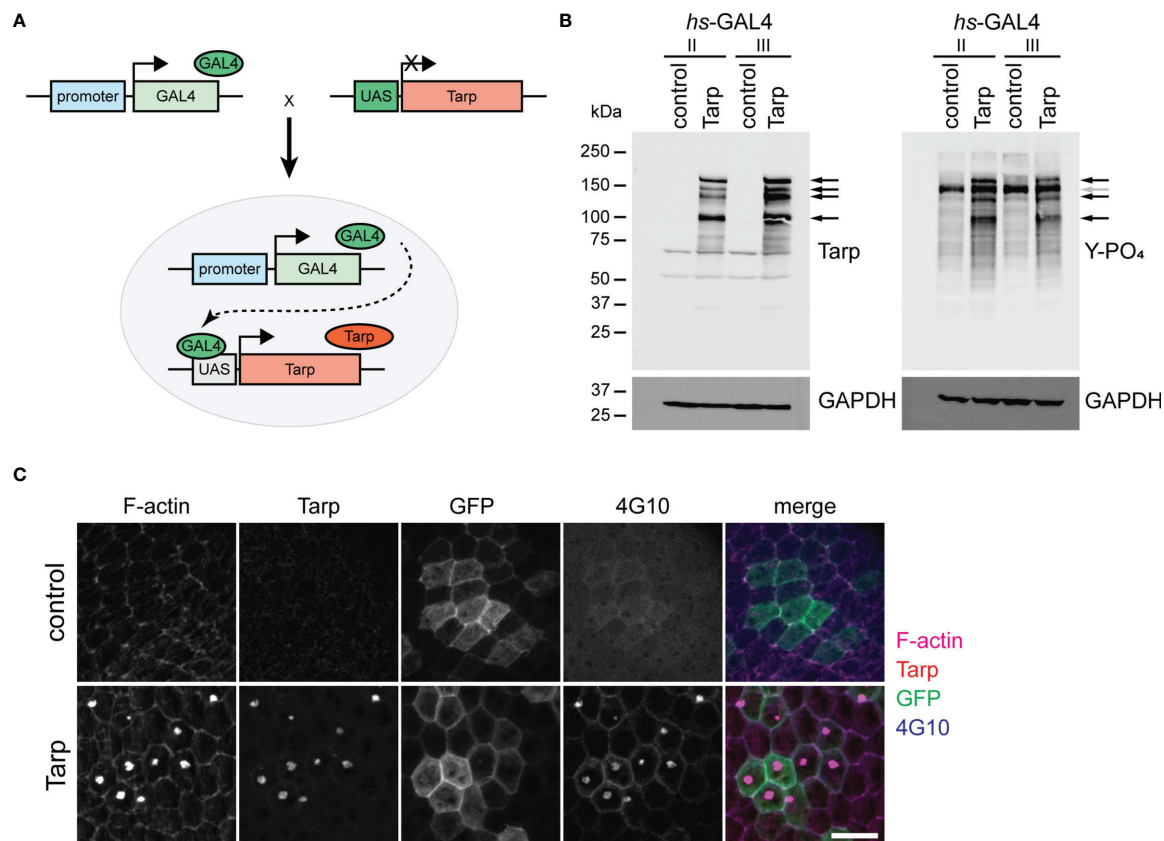 A
GAL4
promoter
GAL4
X
UAS
X
Tarp
GAL4
promoter
GAL4
GAL4
UAS
Tarp
Tarp
B
hs-GAL4
II III
control Tarp control Tarp
kDa
250
150
100
75
50
37
25
Tarp
37
25
GAPDH
hs-GAL4
II III
control Tarp control Tarp
Y-PO₄
GAPDH
C
F-actin Tarp GFP 4G10 merge
control
Tarp
F-actin
Tarp
GFP
4G10